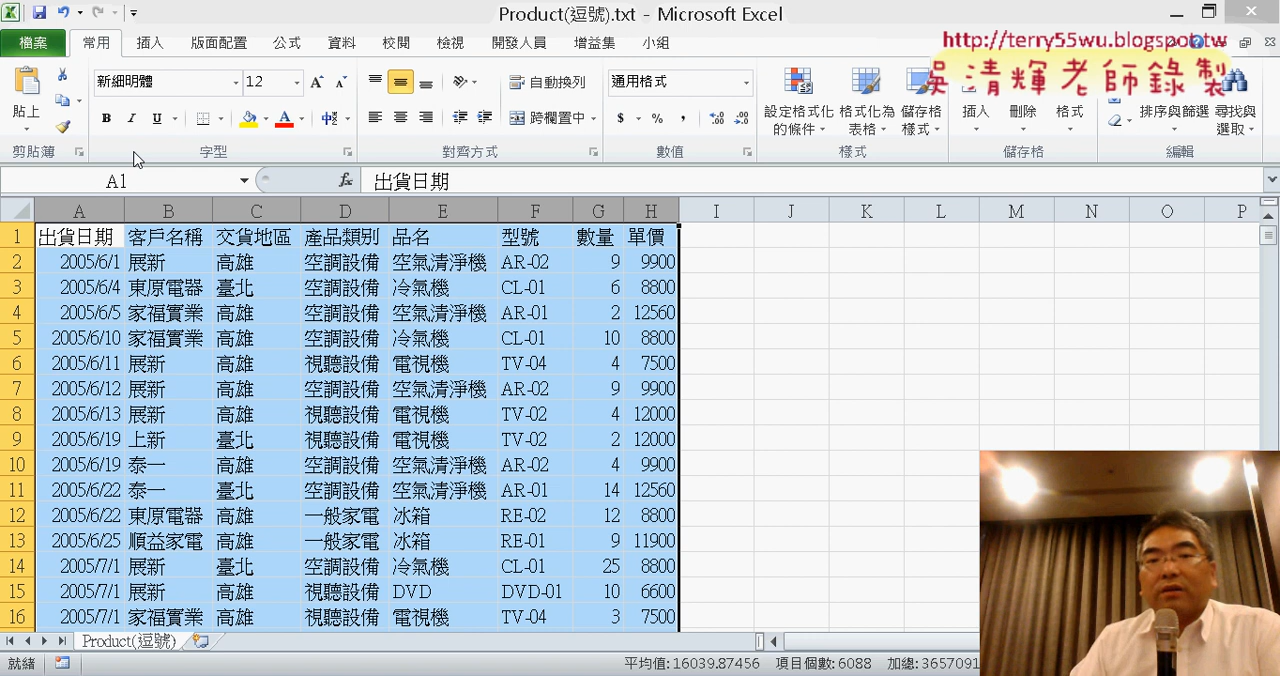 Product(逗號).txt - Microsoft Excel
檔案 常用 插入 版面配置 公式 資料 校閱 檢視 開發人員 增益集 小組
http://terry55wu.blogspot.tw
吳清輝老師錄製
貼上
新細明體 12
B I U
自動換列
跨欄置中
通用格式
$ % ,
設定格式化的條件 格式化為表格 儲存格樣式
插入 刪除 格式
排序與篩選 尋找與選取
剪貼簿 字型 對齊方式 數值 樣式 儲存格 編輯
A1 fx 出貨日期
A B C D E F G H I J K L M N O P
1 出貨日期 客戶名稱 交貨地區 產品類別 品名 型號 數量 單價
2 2005/6/1 展新 高雄 空調設備 空氣清淨機 AR-02 9 9900
3 2005/6/4 東原電器 臺北 空調設備 冷氣機 CL-01 6 8800
4 2005/6/5 家福實業 高雄 空調設備 空氣清淨機 AR-01 2 12560
5 2005/6/10 家福實業 高雄 空調設備 冷氣機 CL-01 10 8800
6 2005/6/11 展新 高雄 視聽設備 電視機 TV-04 4 7500
7 2005/6/12 展新 高雄 空調設備 空氣清淨機 AR-02 9 9900
8 2005/6/13 展新 高雄 視聽設備 電視機 TV-02 4 12000
9 2005/6/19 上新 臺北 視聽設備 電視機 TV-02 2 12000
10 2005/6/19 泰一 高雄 空調設備 空氣清淨機 AR-02 4 9900
11 2005/6/22 泰一 臺北 空調設備 空氣清淨機 AR-01 14 12560
12 2005/6/22 東原電器 高雄 一般家電 冰箱 RE-02 12 8800
13 2005/6/25 順益家電 高雄 一般家電 冰箱 RE-01 9 11900
14 2005/7/1 展新 臺北 空調設備 冷氣機 CL-01 25 8800
15 2005/7/1 展新 高雄 視聽設備 DVD DVD-01 10 6600
16 2005/7/1 家福實業 高雄 視聽設備 電視機 TV-04 3 7500
Product(逗號)
就緒 平均值: 16039.87456 項目個數: 6088 加總: 3657091